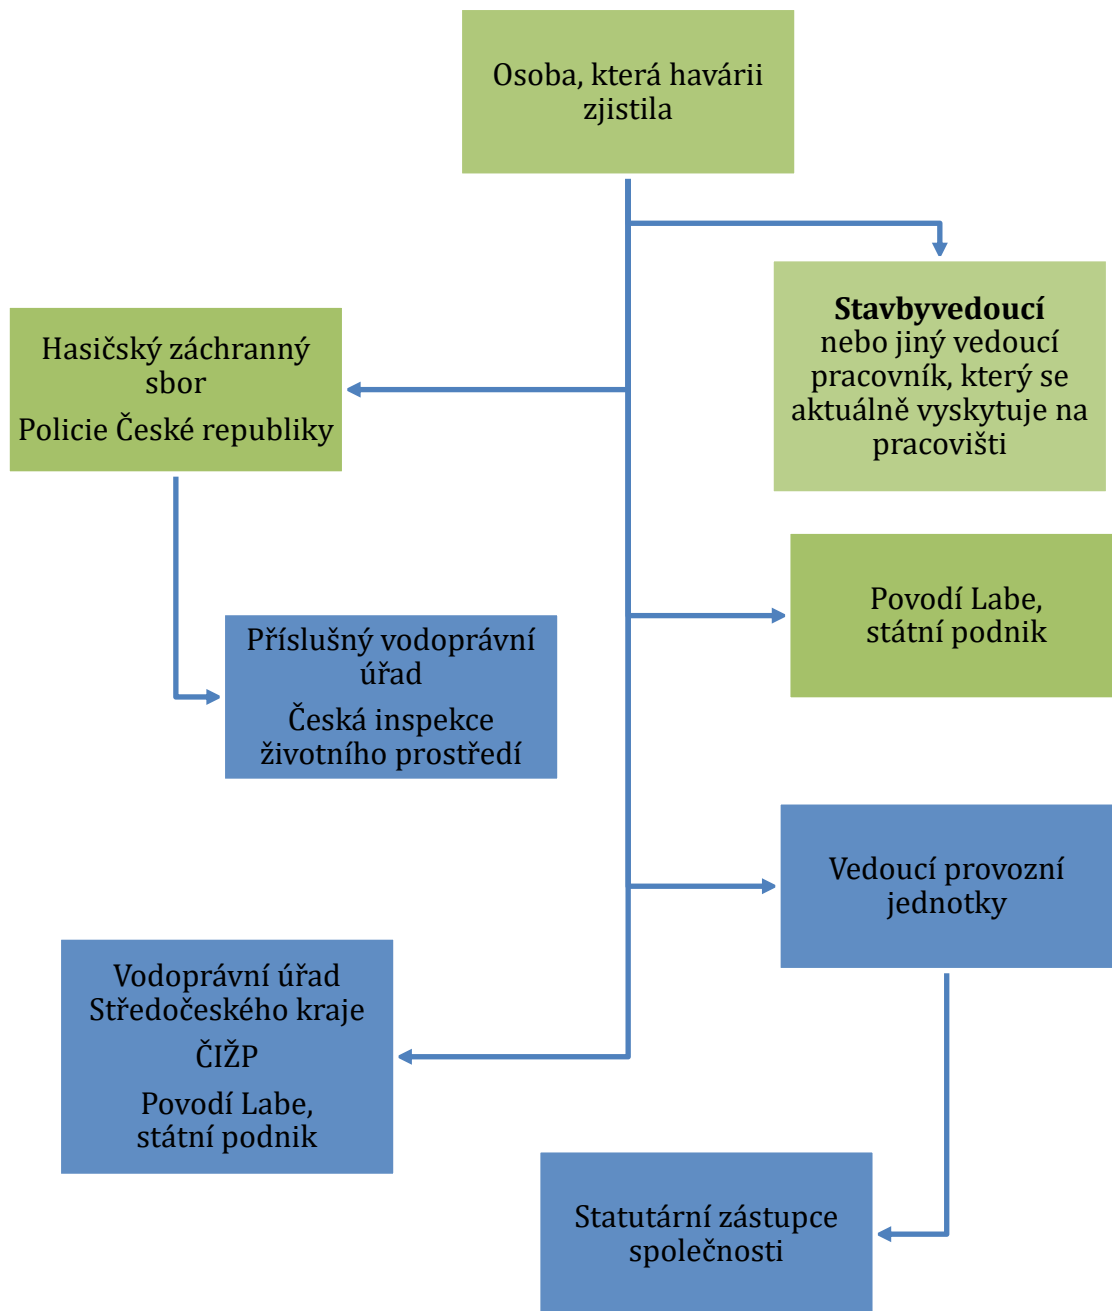 Osoba, která havárii
zjistila
Stavbyvedoucí
nebo jiný vedoucí
pracovník, který se
aktuálně vyskytuje na
pracovišti
Hasičský záchranný
sbor
Policie České republiky
Povodí Labe,
státní podnik
Příslušný vodoprávní
úřad
Česká inspekce
životního prostředí
Vedoucí provozní
jednotky
Vodoprávní úřad
Středočeského kraje
ČIŽP
Povodí Labe,
státní podnik
Statutární zástupce
společnosti